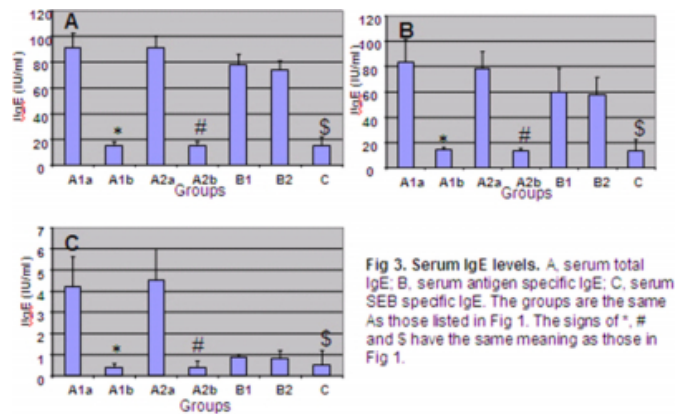 A
120
100
80
60
40
20
0
IIgE (IU/ml)
*
#
$
A1a A1b A2a A2b B1 B2 C
Groups
B
120
100
80
60
40
20
0
IIgE (IU/ml)
*
#
$
A1a A1b A2a A2b B1 B2 C
Groups
C
7
6
5
4
3
2
1
0
IIgE (IU/ml)
*
#
$
A1a A1b A2a A2b B1 B2 C
Groups
Fig 3. Serum IgE levels. A, serum total
IgE; B, serum antigen specific IgE; C, serum
SEB specific IgE. The groups are the same
As those listed in Fig 1. The signs of *, #
and $ have the same meaning as those in
Fig 1.